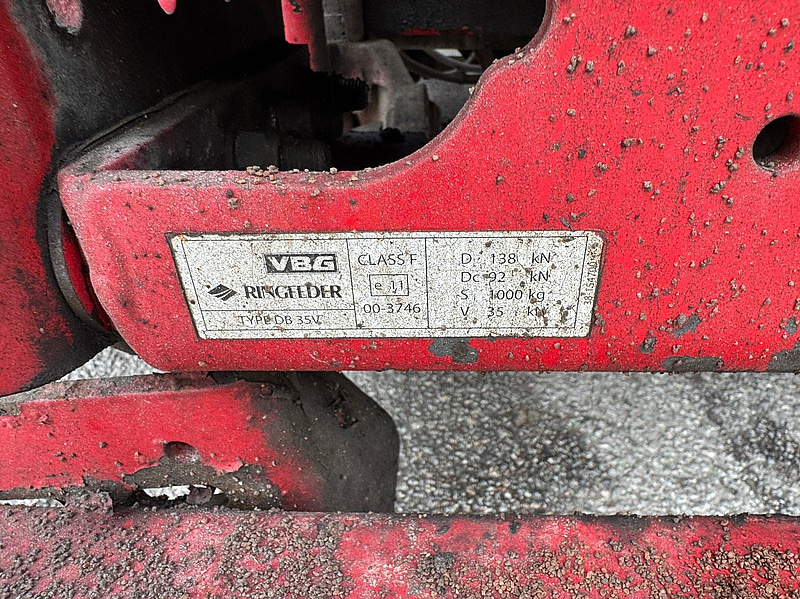 VBG
RINGFEDER
TYPE DB 35V
CLASS F
e 11
00-3746
D 138 kN
Dc 92 kN
S 1000 kg
V 35 kN